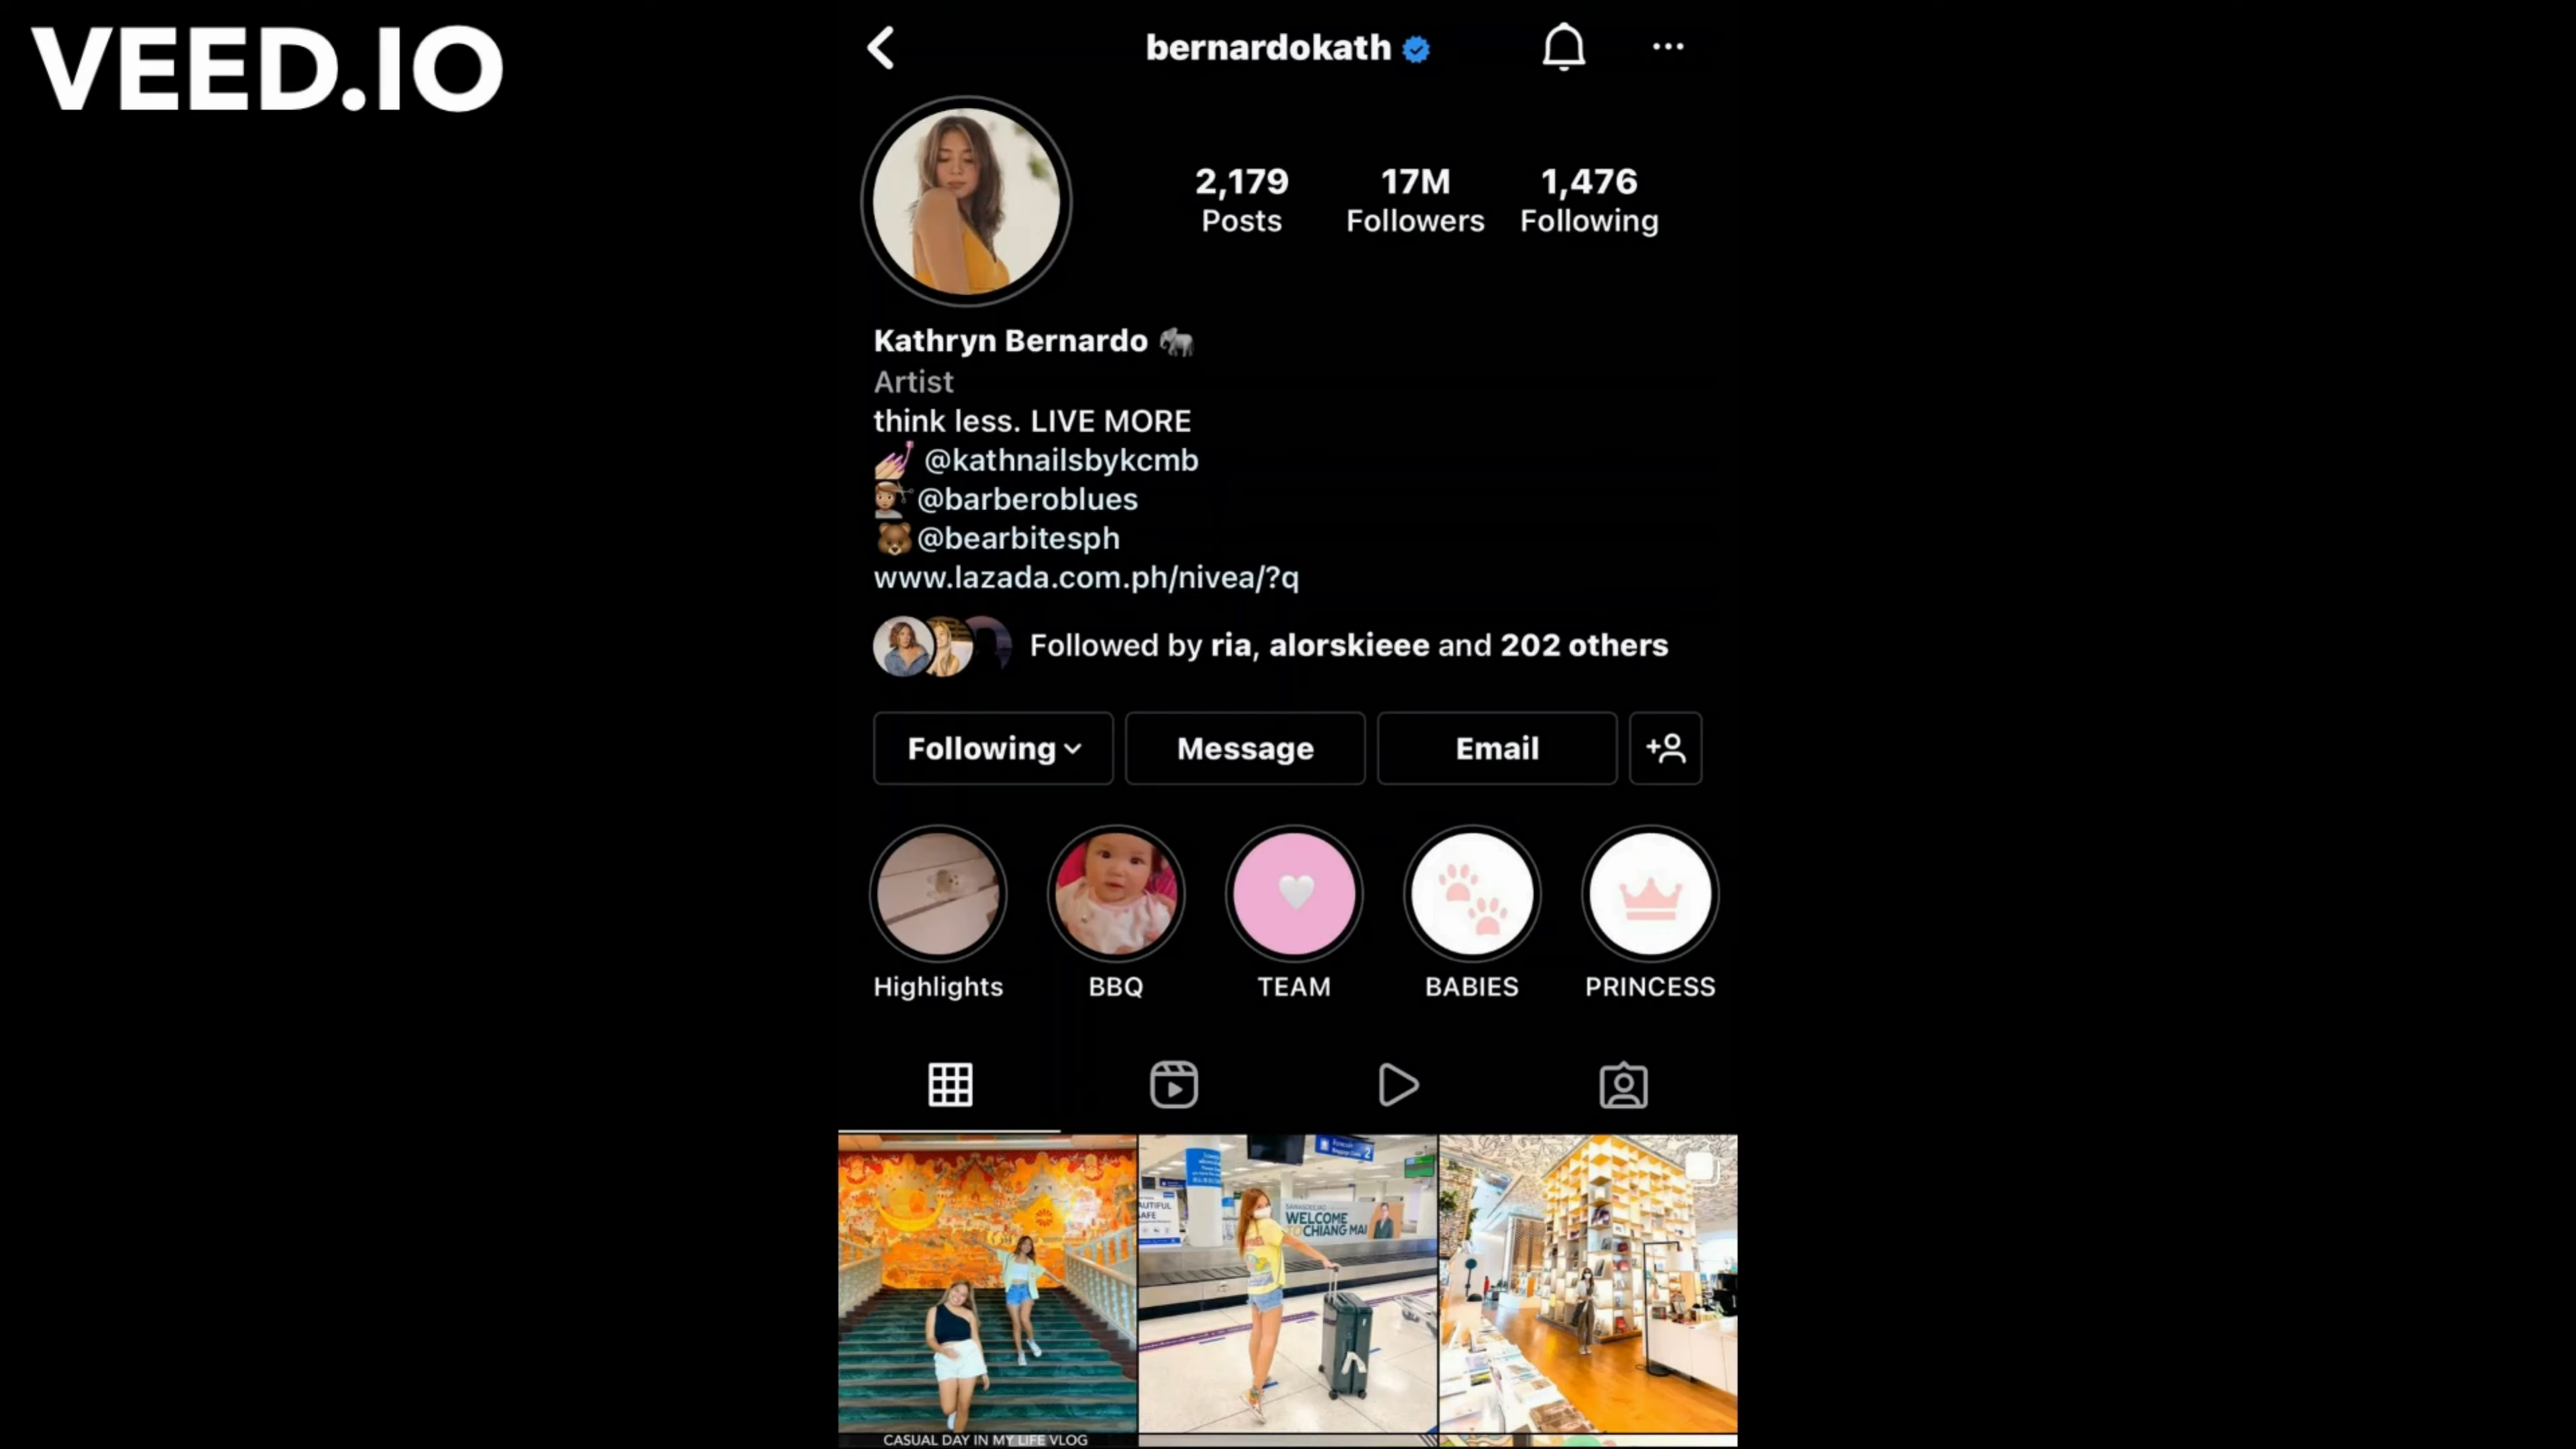 VEED.IO
bernardokath
2,179
Posts
17M
Followers
1,476
Following
Kathryn Bernardo
Artist
think less. LIVE MORE
@kathnailsbykcmb
@barberoblues
@bearbitesph
www.lazada.com.ph/nivea/?q
Followed by ria, alorskieee and 202 others
Following
Message
Email
Highlights
BBQ
TEAM
BABIES
PRINCESS
WELCOME
TO CHIANG MAI
CASUAL DAY IN MY LIFE VLOG